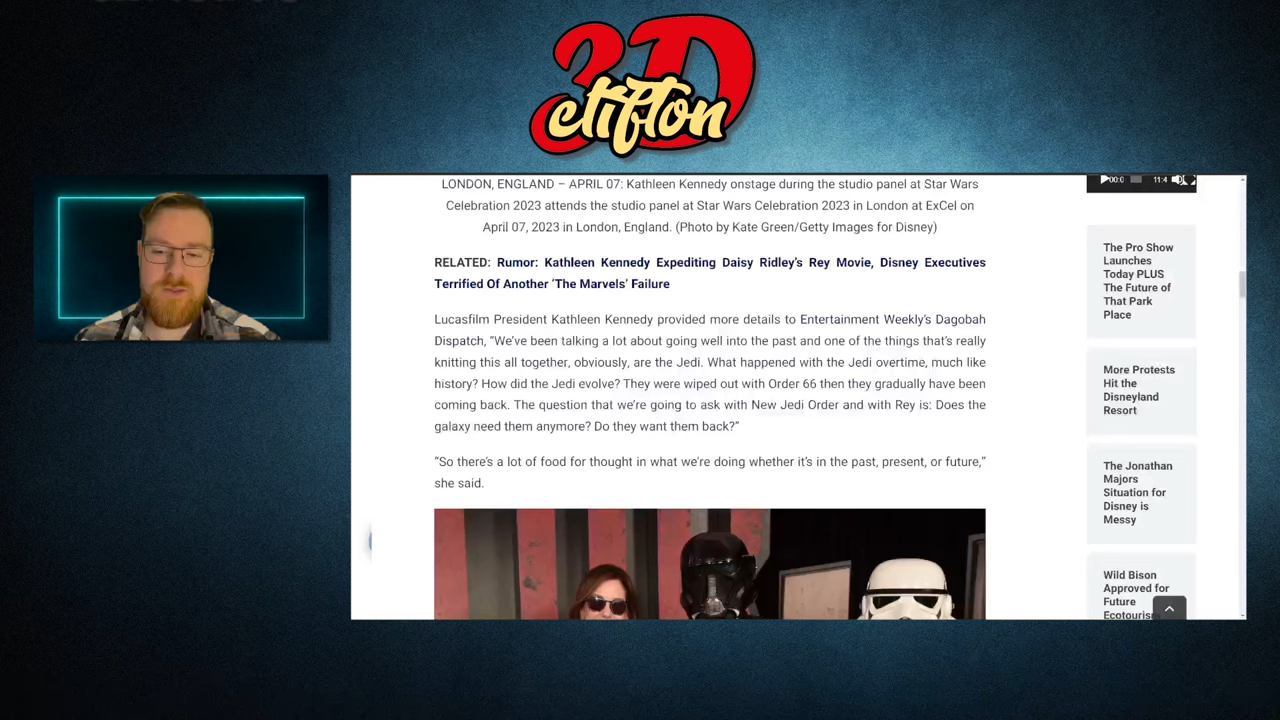 3D
clifton
LONDON, ENGLAND – APRIL 07: Kathleen Kennedy onstage during the studio panel at Star Wars
Celebration 2023 attends the studio panel at Star Wars Celebration 2023 in London at ExCel on
April 07, 2023 in London, England. (Photo by Kate Green/Getty Images for Disney)
RELATED: Rumor: Kathleen Kennedy Expediting Daisy Ridley's Rey Movie, Disney Executives
Terrified Of Another 'The Marvels' Failure
Lucasfilm President Kathleen Kennedy provided more details to Entertainment Weekly's Dagobah
Dispatch, “We've been talking a lot about going well into the past and one of the things that's really
knitting this all together, obviously, are the Jedi. What happened with the Jedi overtime, much like
history? How did the Jedi evolve? They were wiped out with Order 66 then they gradually have been
coming back. The question that we're going to ask with New Jedi Order and with Rey is: Does the
galaxy need them anymore? Do they want them back?”
“So there's a lot of food for thought in what we're doing whether it's in the past, present, or future,”
she said.
00:0 11:4
The Pro Show
Launches
Today PLUS
The Future of
That Park
Place
More Protests
Hit the
Disneyland
Resort
The Jonathan
Majors
Situation for
Disney is
Messy
Wild Bison
Approved for
Future